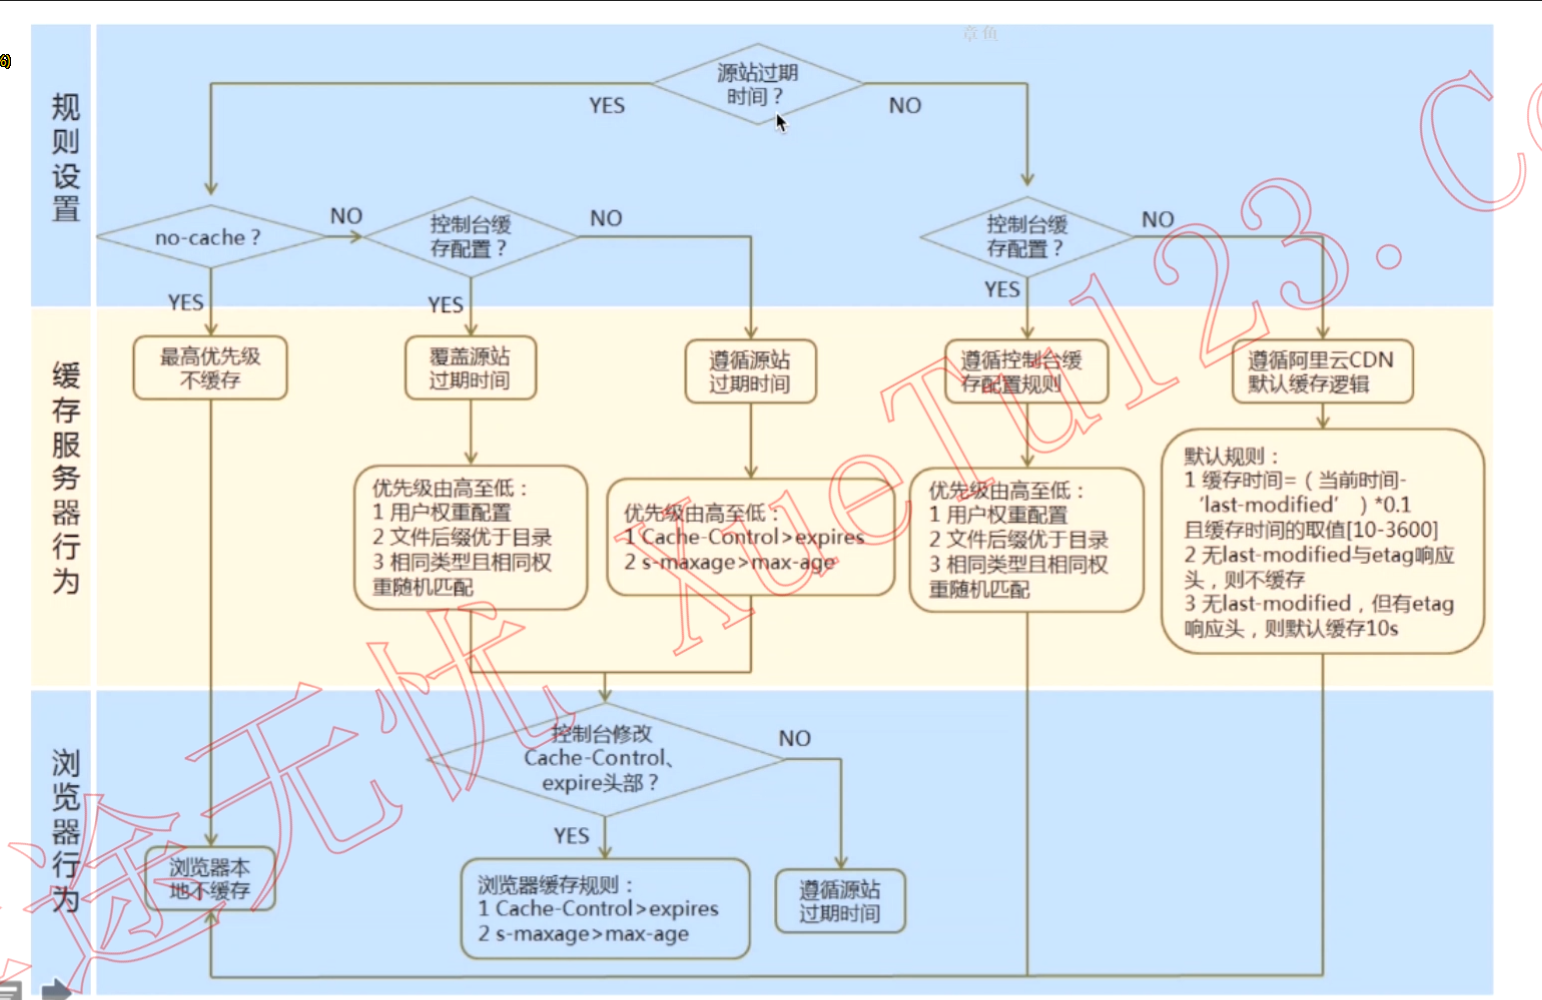 章鱼
6)
规则设置
源站过期
时间？
YES
NO
no-cache？
NO
控制台缓
存配置？
NO
控制台缓
存配置？
NO
YES
YES
YES
缓存服务器行为
最高优先级
不缓存
覆盖源站
过期时间
遵循源站
过期时间
遵循控制台缓
存配置规则
遵循阿里云CDN
默认缓存逻辑
优先级由高至低：
1 用户权重配置
2 文件后缀优于目录
3 相同类型且相同权
重随机匹配
优先级由高至低：
1 Cache-Control>expires
2 s-maxage>max-age
优先级由高至低：
1 用户权重配置
2 文件后缀优于目录
3 相同类型且相同权
重随机匹配
默认规则：
1 缓存时间=（当前时间-
‘last-modified’）*0.1
且缓存时间的取值[10-3600]
2 无last-modified与etag响应
头，则不缓存
3 无last-modified，但有etag
响应头，则默认缓存10s
浏览器行为
控制台修改
Cache-Control、
expire头部？
NO
YES
浏览器本
地不缓存
浏览器缓存规则：
1 Cache-Control>expires
2 s-maxage>max-age
遵循源站
过期时间
途无忧 XueTu123. Co